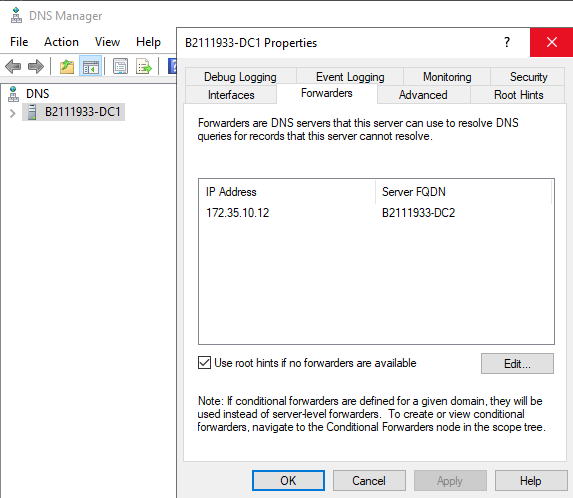 DNS Manager
File Action View Help
DNS
B2111933-DC1
B2111933-DC1 Properties
?
Debug Logging Event Logging Monitoring Security
Interfaces Forwarders Advanced Root Hints
Forwarders are DNS servers that this server can use to resolve DNS
queries for records that this server cannot resolve.
IP Address Server FQDN
172.35.10.12 B2111933-DC2
Use root hints if no forwarders are available
Edit...
Note: If conditional forwarders are defined for a given domain, they will be
used instead of server-level forwarders. To create or view conditional
forwarders, navigate to the Conditional Forwarders node in the scope tree.
OK Cancel Apply Help